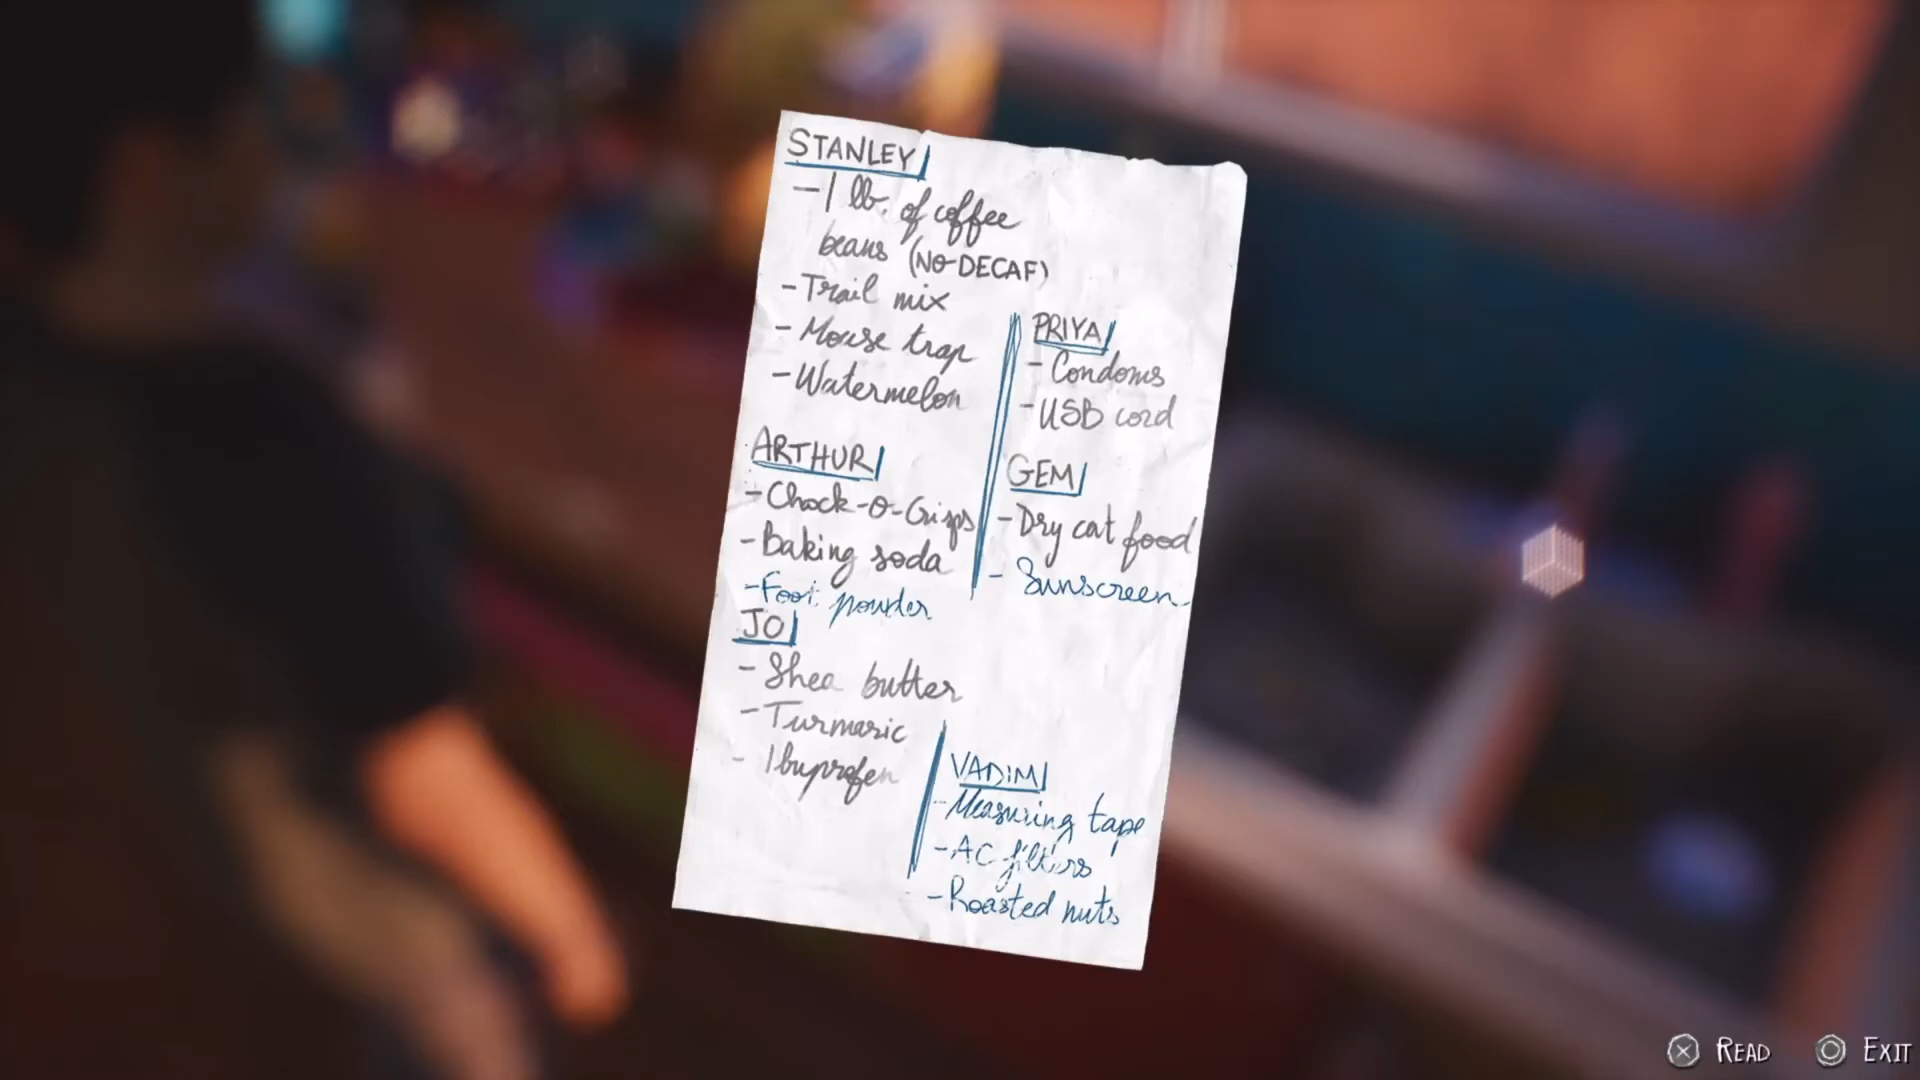 STANLEY
- 1 lb. of coffee
beans (NO DECAF)
- Trail mix
- Mouse trap
- Watermelon
ARTHUR
- Chock-O-Crisps
- Baking soda
- Foot powder
JO
- Shea butter
- Turmeric
- Ibuprofen
PRIYA
- Condoms
- USB cord
GEM
- Dry cat food
- Sunscreen
VADIM
- Measuring tape
- AC filters
- Roasted nuts
READ
EXIT